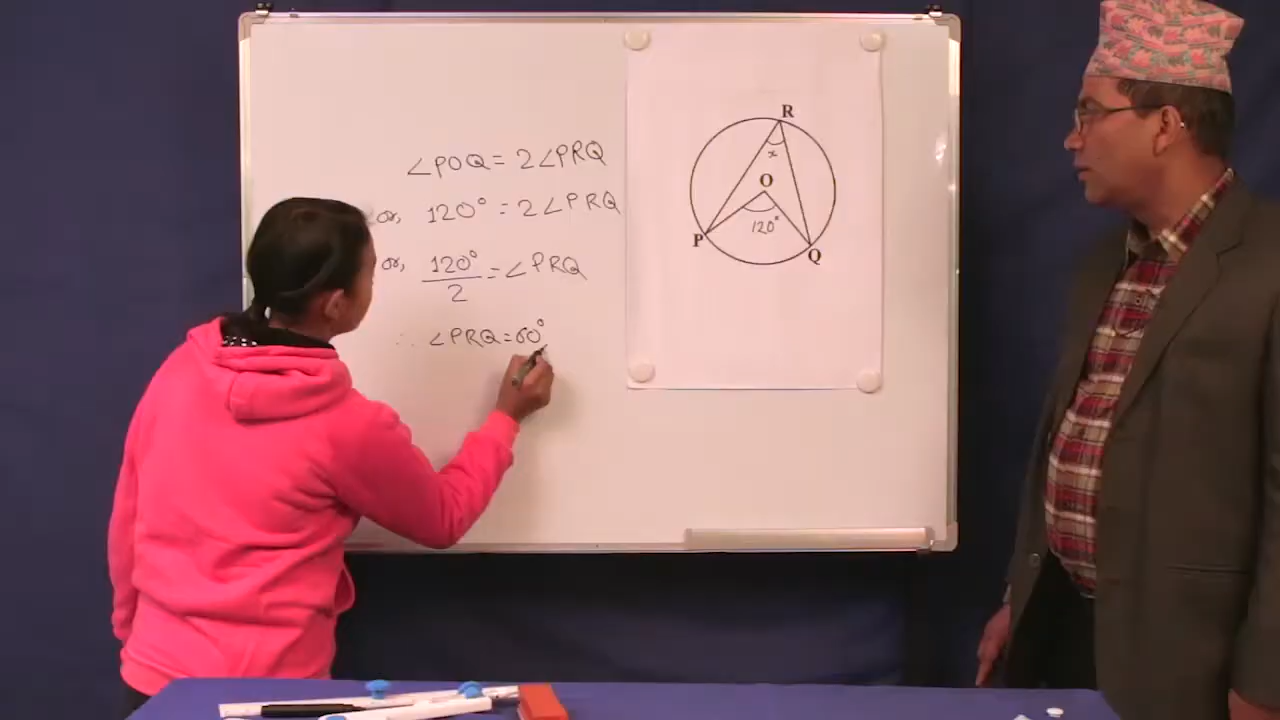 ∠POQ = 2∠PRQ
or, 120° = 2∠PRQ
or, 120°/2 = ∠PRQ
∴ ∠PRQ = 60°
R
x
O
120°
P
Q